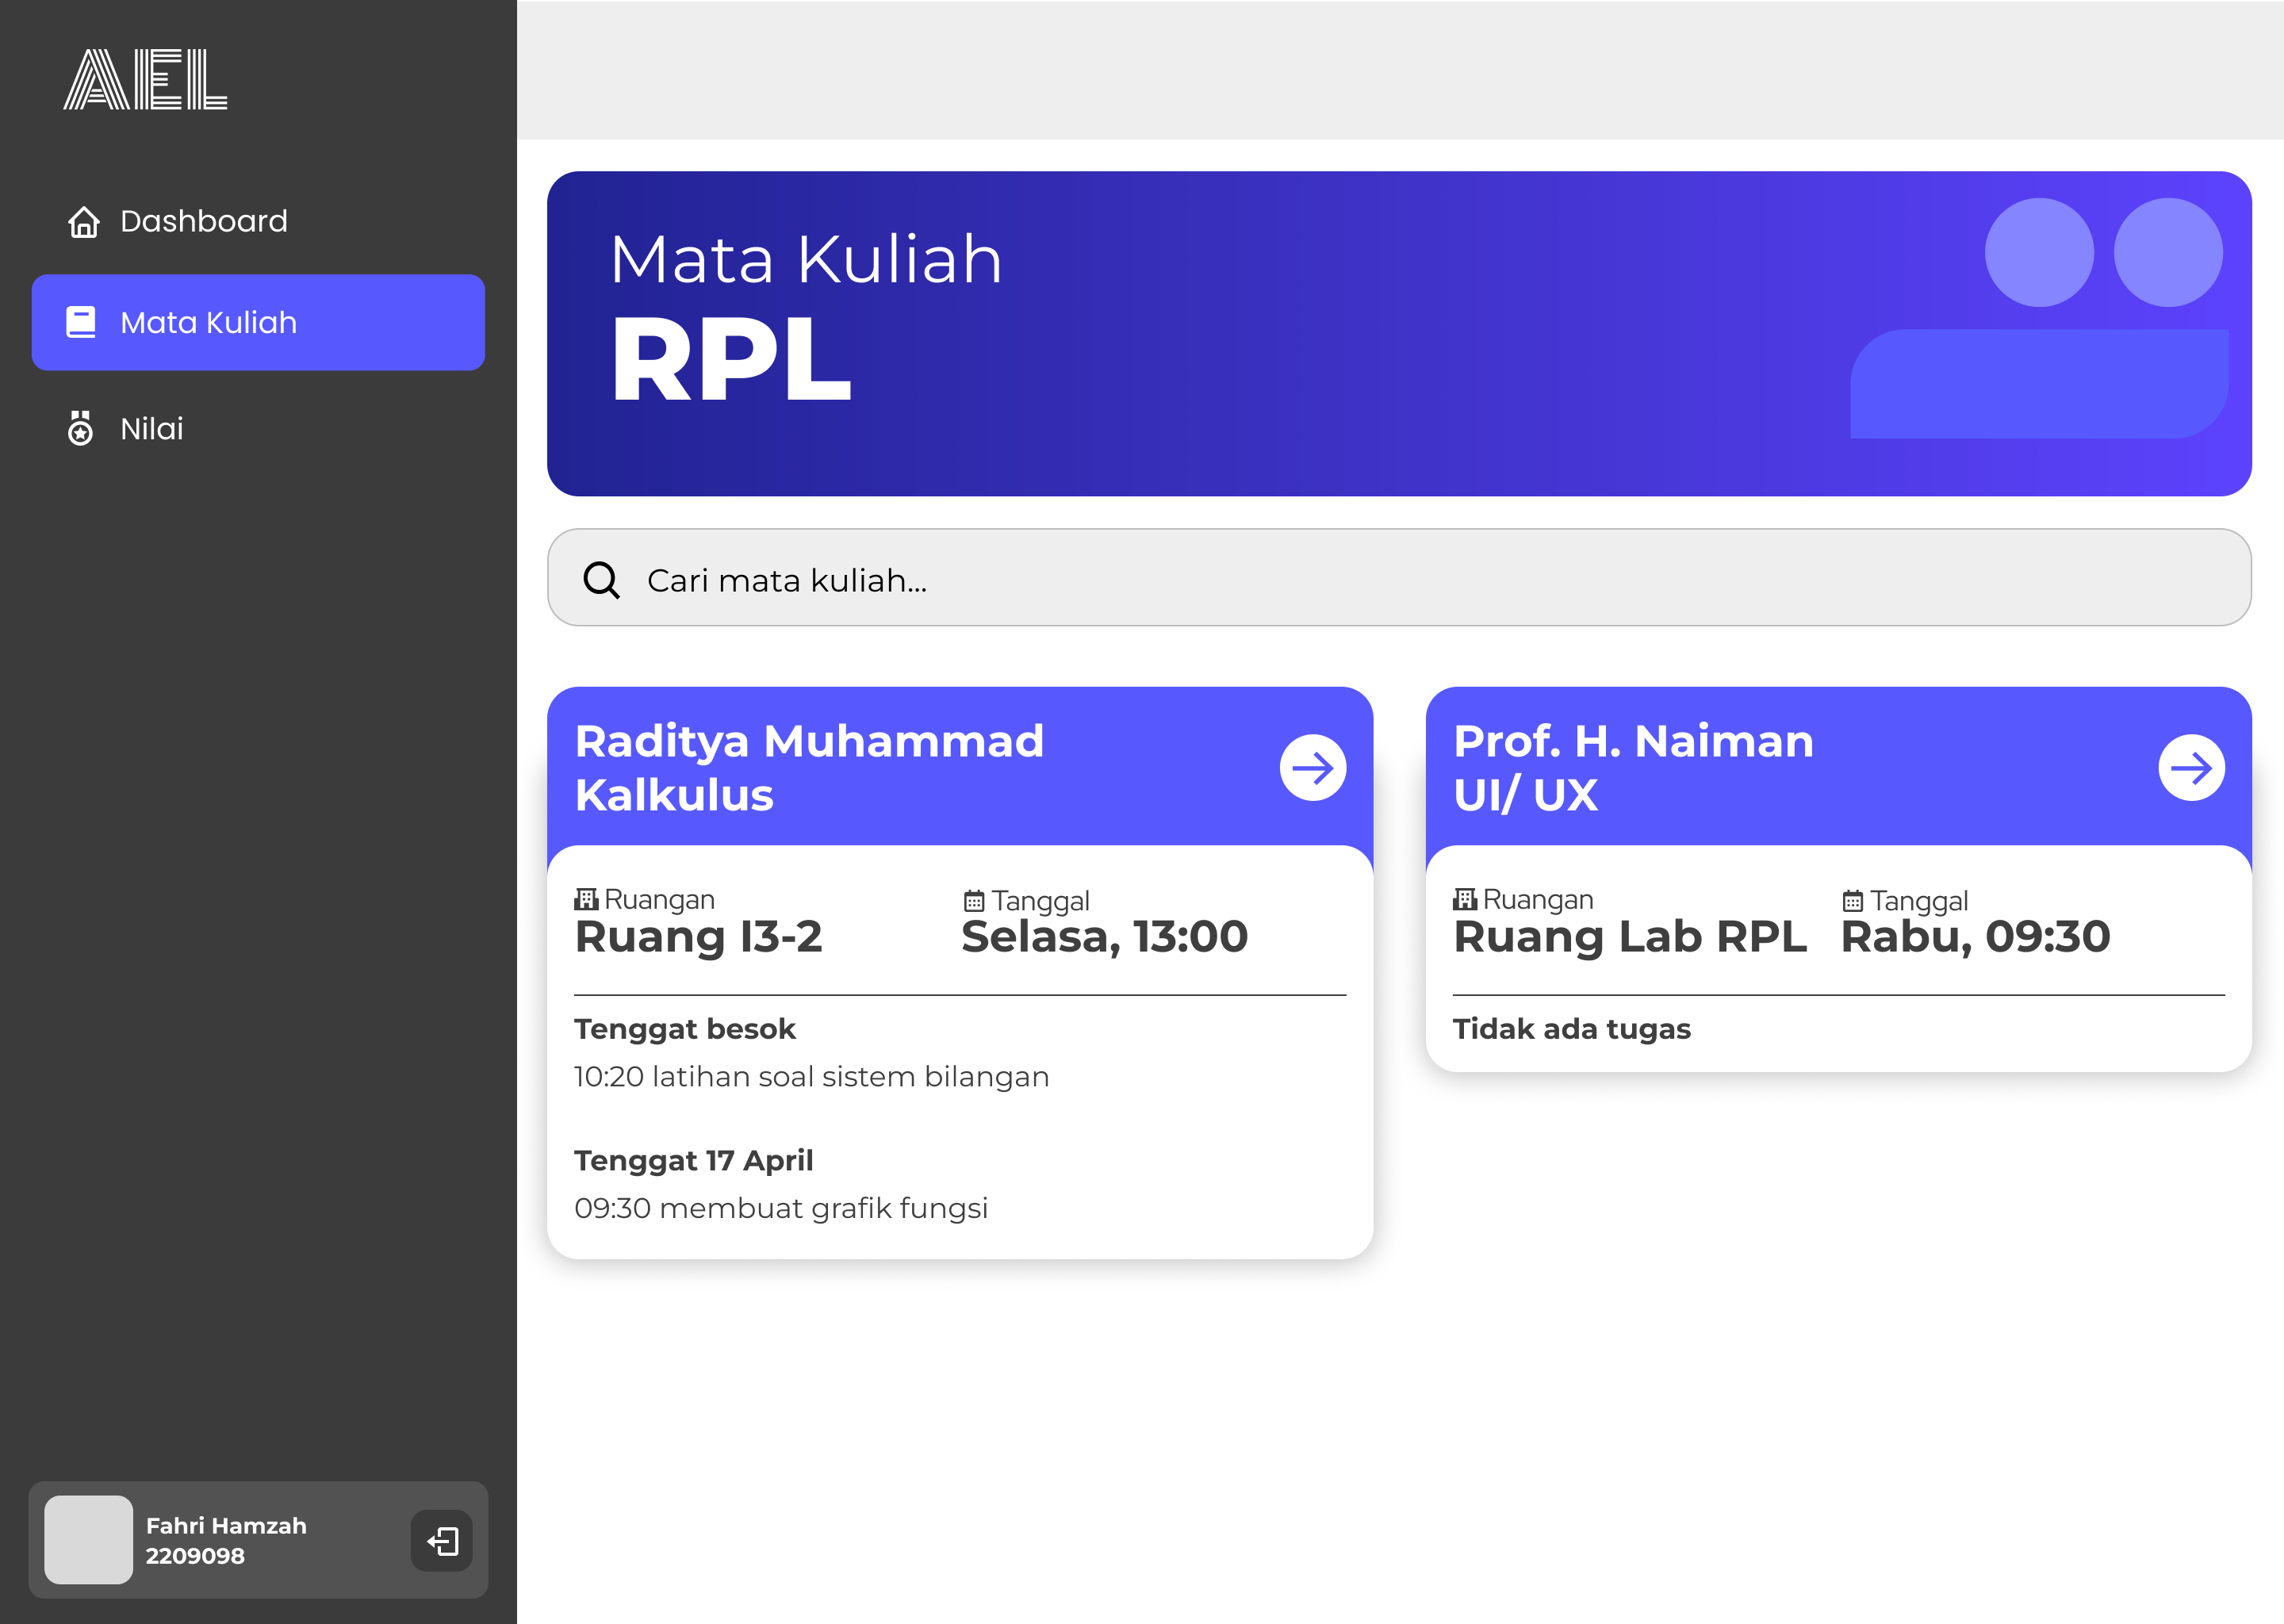 AEL
Dashboard
Mata Kuliah
Nilai
Mata Kuliah
RPL
Cari mata kuliah...
Raditya Muhammad
Kalkulus
Ruangan
Ruang I3-2
Tanggal
Selasa, 13:00
Tenggat besok
10:20 latihan soal sistem bilangan
Tenggat 17 April
09:30 membuat grafik fungsi
Prof. H. Naiman
UI/ UX
Ruangan
Ruang Lab RPL
Tanggal
Rabu, 09:30
Tidak ada tugas
Fahri Hamzah
2209098